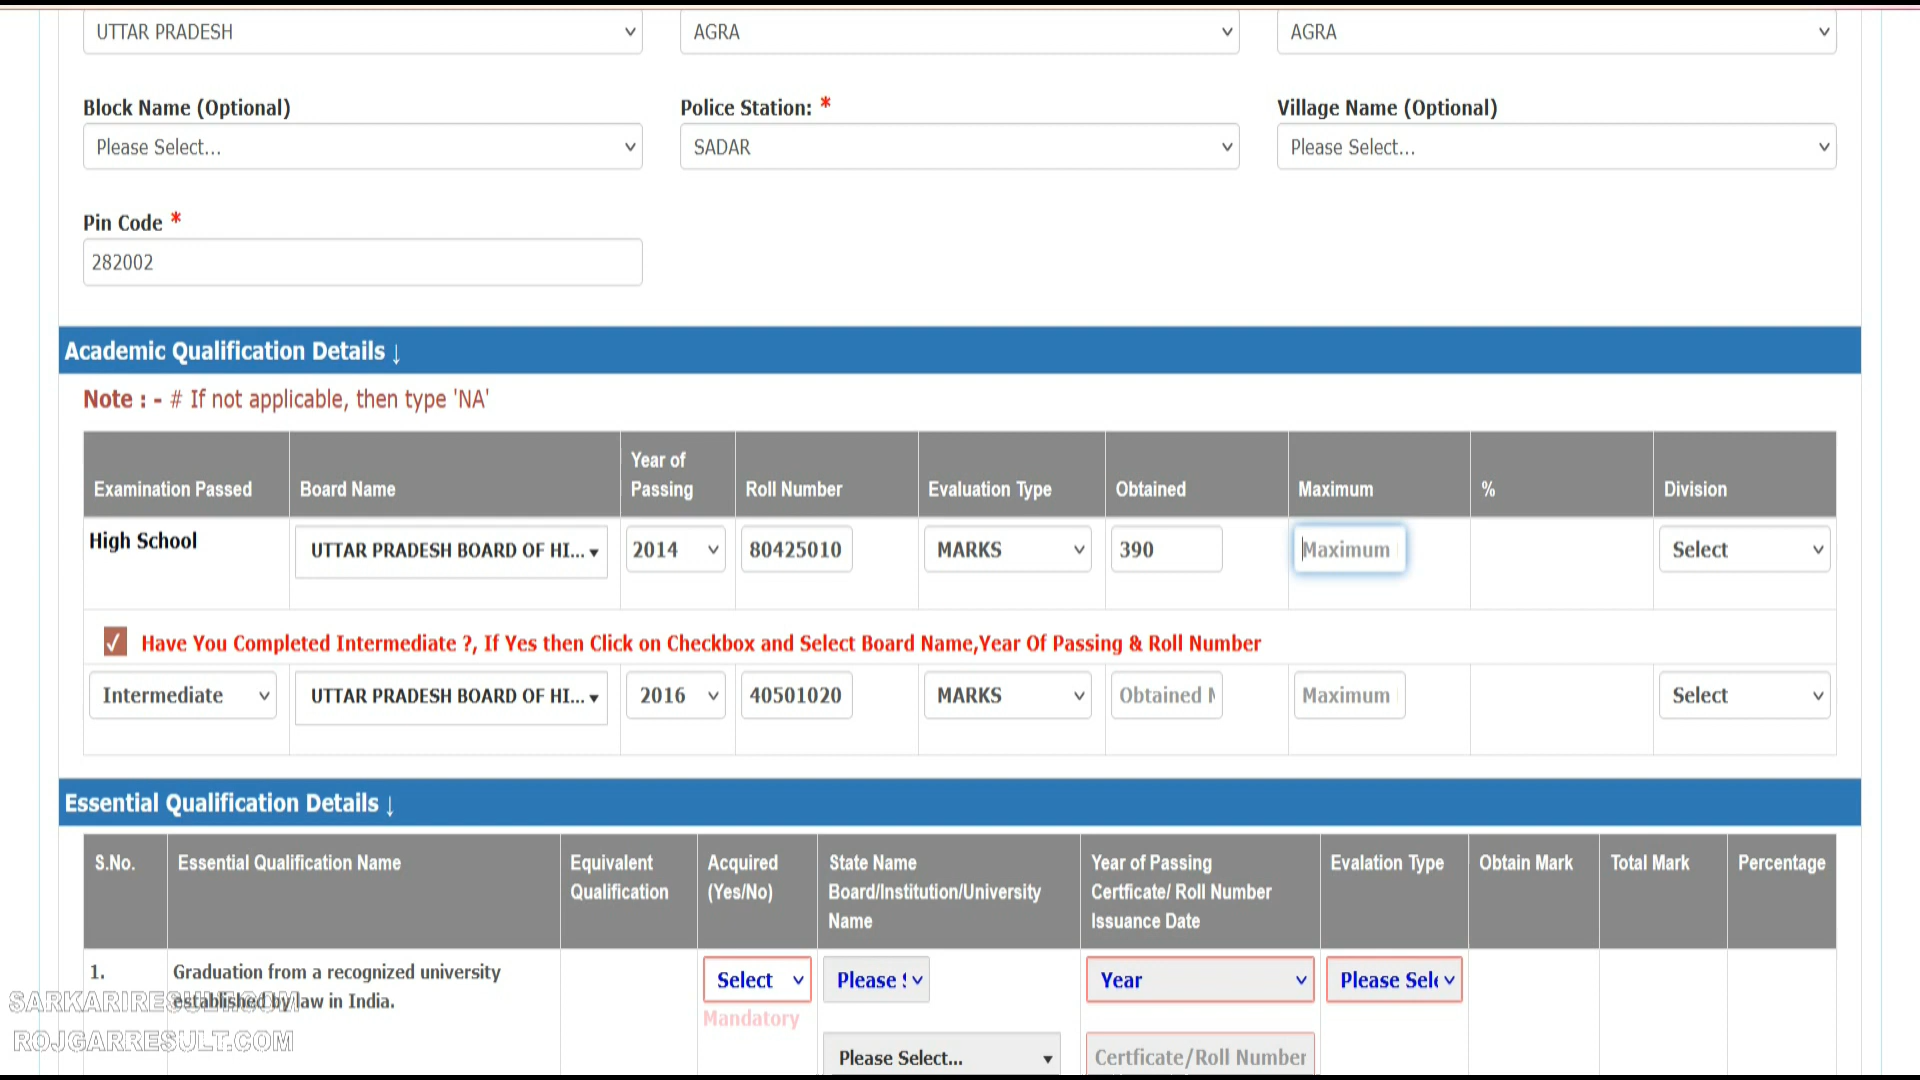 UTTAR PRADESH AGRA AGRA
Block Name (Optional) Police Station: * Village Name (Optional)
Please Select... SADAR Please Select...
Pin Code *
282002
Academic Qualification Details ↓
Note : - # If not applicable, then type 'NA'
Examination Passed Board Name Year of Passing Roll Number Evaluation Type Obtained Maximum % Division
High School UTTAR PRADESH BOARD OF HI... 2014 80425010 MARKS 390 Maximum Select
Have You Completed Intermediate ?, If Yes then Click on Checkbox and Select Board Name,Year Of Passing & Roll Number
Intermediate UTTAR PRADESH BOARD OF HI... 2016 40501020 MARKS Obtained Maximum Select
Essential Qualification Details ↓
S.No. Essential Qualification Name Equivalent Acquired State Name Year of Passing Evalation Type Obtain Mark Total Mark Percentage
Qualification (Yes/No) Board/Institution/University Certficate/ Roll Number
Name Issuance Date
1. Graduation from a recognized university Select Please Year Please Sele
established by law in India.
SARKARIRESULT.COM
Mandatory
ROJGARRESULT.COM
Please Select... Certficate/Roll Number